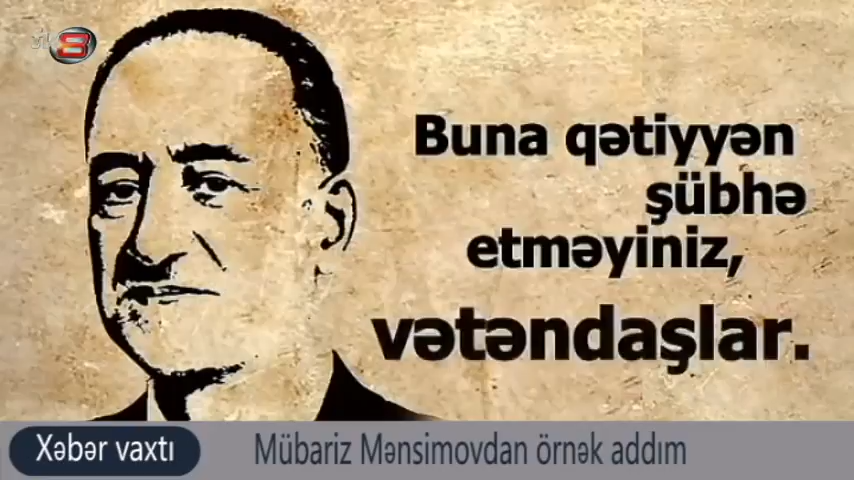 Buna qətiyyən
şübhə
etməyiniz,
vətəndaşlar.
Xəbər vaxtı
Mübariz Mənsimovdan örnək addım